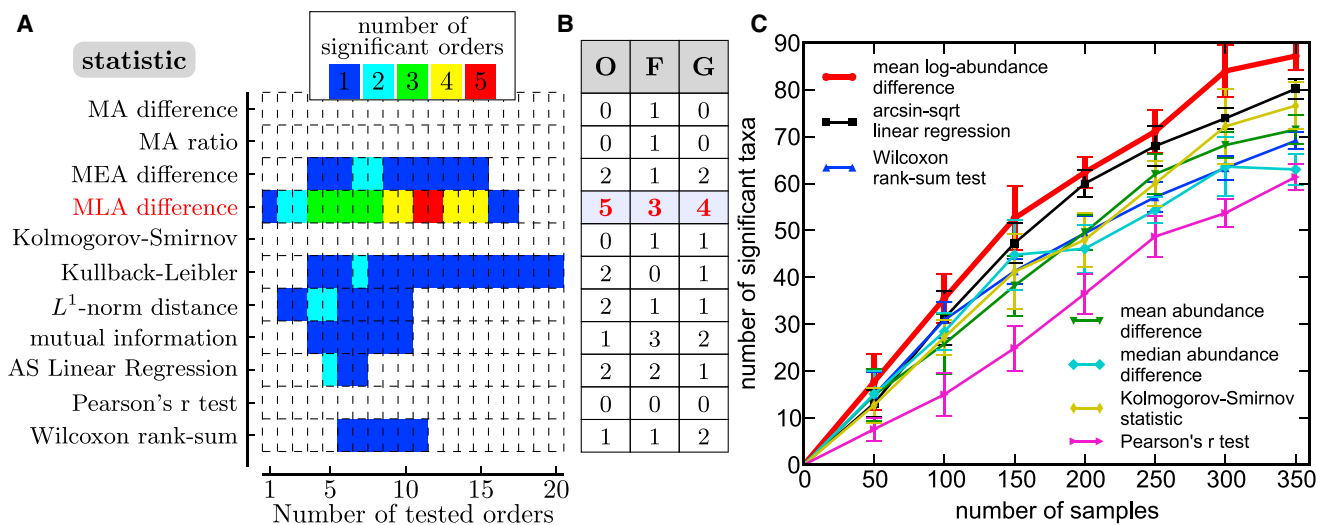 A
number of
significant orders
1 2 3 4 5
statistic
MA difference
MA ratio
MEA difference
MLA difference
Kolmogorov-Smirnov
Kullback-Leibler
L¹-norm distance
mutual information
AS Linear Regression
Pearson's r test
Wilcoxon rank-sum
1 5 10 15 20
Number of tested orders
B
O F G
0 1 0
0 1 0
2 1 2
5 3 4
0 1 1
2 0 1
2 1 1
1 3 2
2 2 1
0 0 0
1 1 2
C
number of significant taxa
90
80
70
60
50
40
30
20
10
0
mean log-abundance
difference
arcsin-sqrt
linear regression
Wilcoxon
rank-sum test
mean abundance
difference
median abundance
difference
Kolmogorov-Smirnov
statistic
Pearson's r test
0 50 100 150 200 250 300 350
number of samples